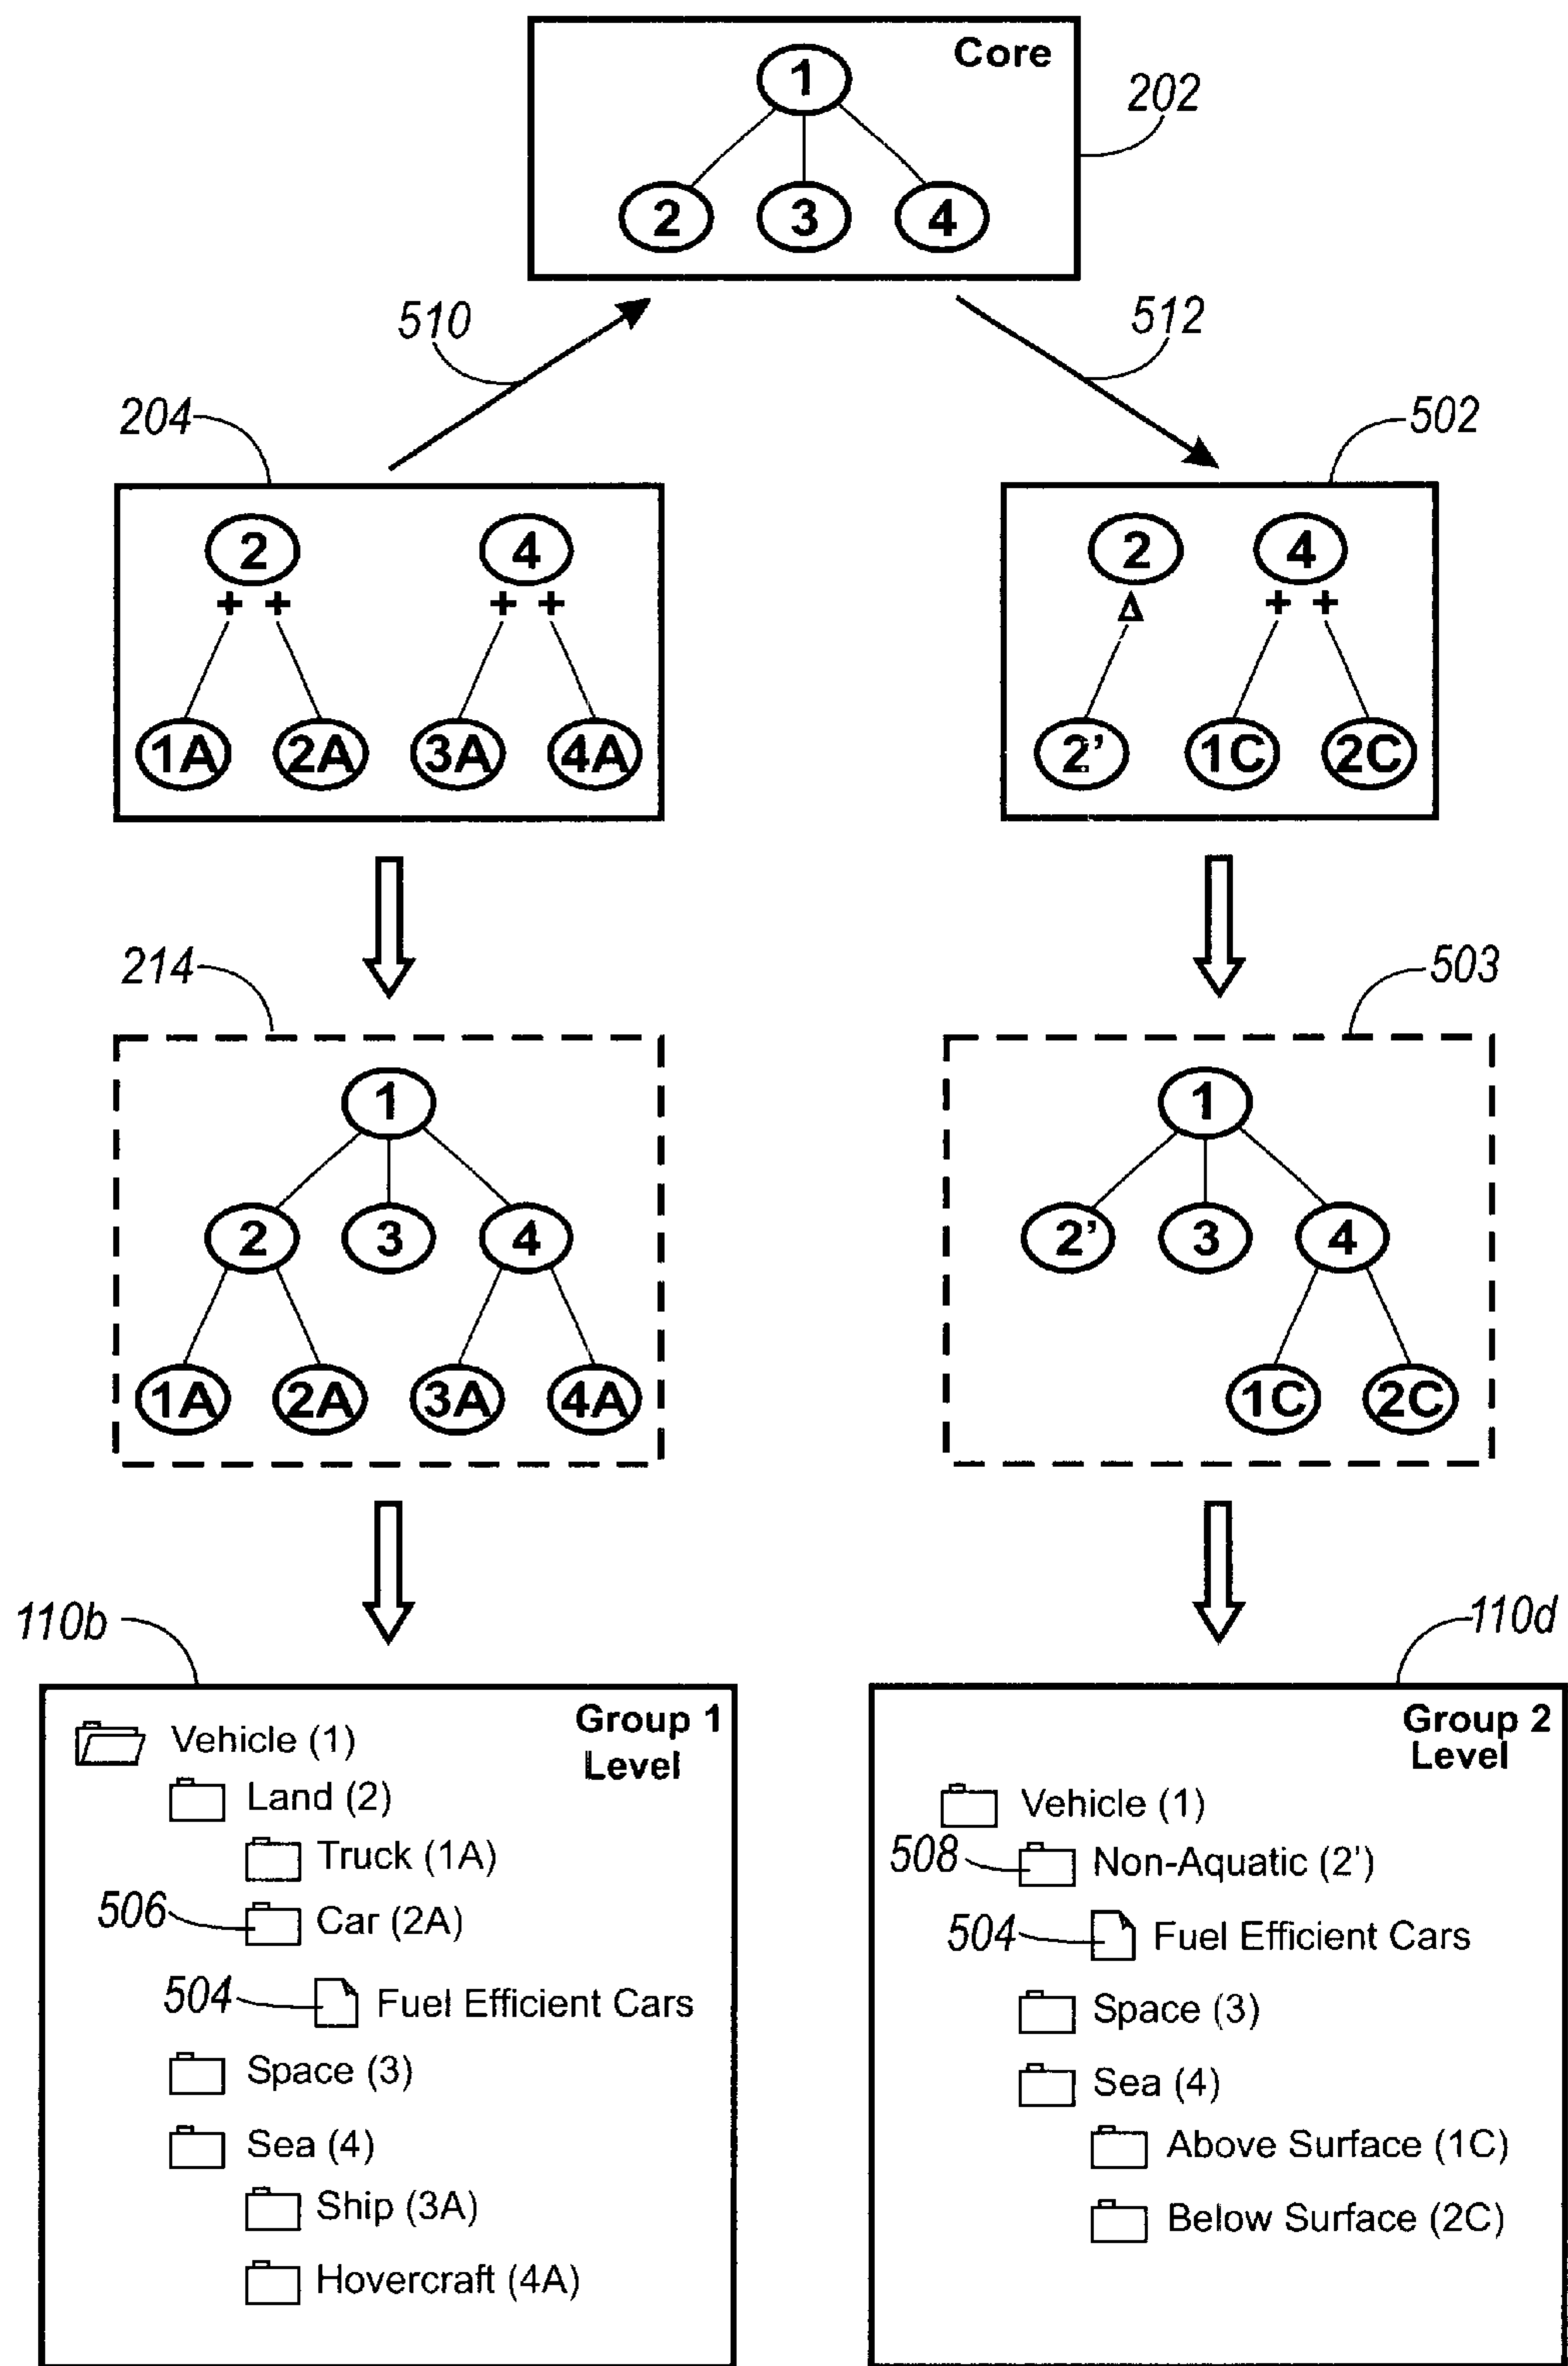 Core
1
202
2 3 4
510 512
204 502
2 4 2 4
+ + + + Δ + +
1A 2A 3A 4A 2' 1C 2C
214 503
1 1
2 3 4 2' 3 4
1A 2A 3A 4A 1C 2C
110b 110d
Group 1
Level
Vehicle (1)
Land (2)
Truck (1A)
506 Car (2A)
504 Fuel Efficient Cars
Space (3)
Sea (4)
Ship (3A)
Hovercraft (4A)
Group 2
Level
Vehicle (1)
508 Non-Aquatic (2')
504 Fuel Efficient Cars
Space (3)
Sea (4)
Above Surface (1C)
Below Surface (2C)